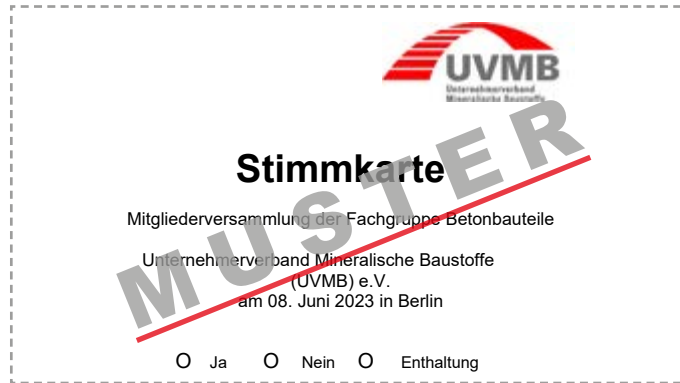 UVMB
Unternehmerverband
Mineralische Baustoffe
Stimmkarte
MUSTER
Mitgliederversammlung der Fachgruppe Betonbauteile
Unternehmerverband Mineralische Baustoffe
(UVMB) e.V.
am 08. Juni 2023 in Berlin
O Ja O Nein O Enthaltung